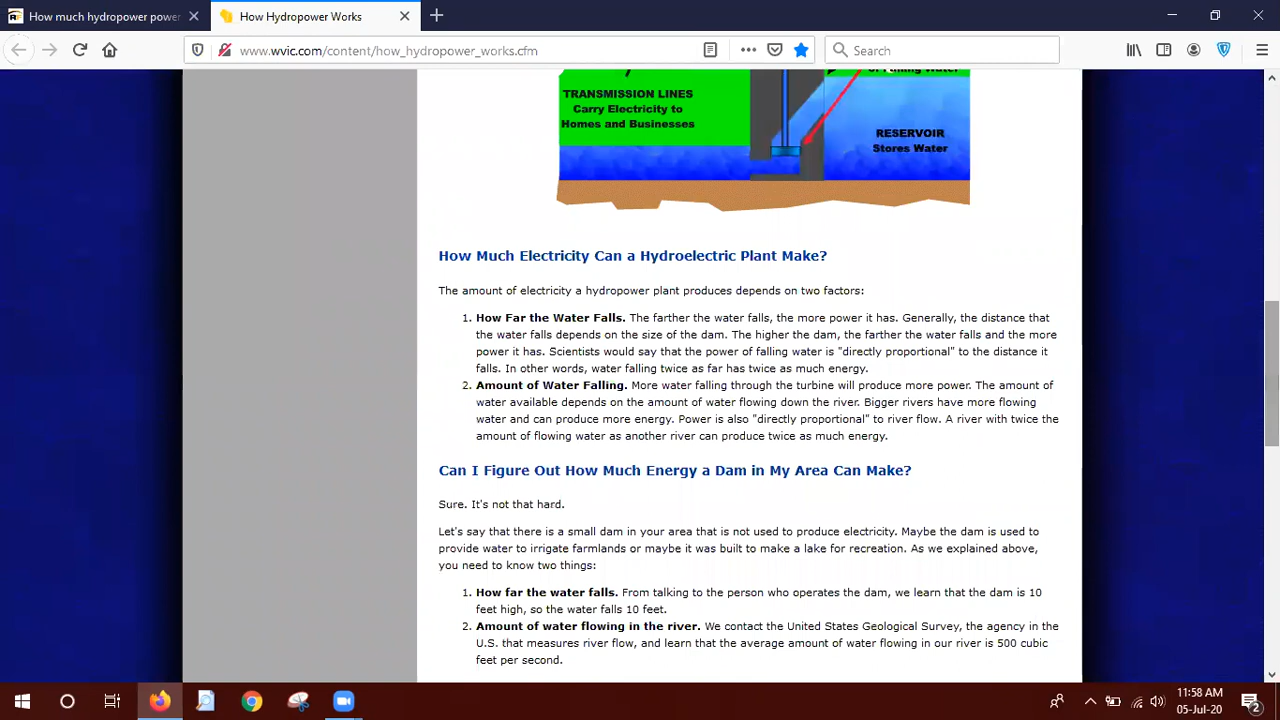 How much hydropower power
How Hydropower Works
www.wvic.com/content/how_hydropower_works.cfm
Search
TRANSMISSION LINES
Carry Electricity to
Homes and Businesses
RESERVOIR
Stores Water
How Much Electricity Can a Hydroelectric Plant Make?
The amount of electricity a hydropower plant produces depends on two factors:
1. How Far the Water Falls. The farther the water falls, the more power it has. Generally, the distance that
the water falls depends on the size of the dam. The higher the dam, the farther the water falls and the more
power it has. Scientists would say that the power of falling water is "directly proportional" to the distance it
falls. In other words, water falling twice as far has twice as much energy.
2. Amount of Water Falling. More water falling through the turbine will produce more power. The amount of
water available depends on the amount of water flowing down the river. Bigger rivers have more flowing
water and can produce more energy. Power is also "directly proportional" to river flow. A river with twice the
amount of flowing water as another river can produce twice as much energy.
Can I Figure Out How Much Energy a Dam in My Area Can Make?
Sure. It's not that hard.
Let's say that there is a small dam in your area that is not used to produce electricity. Maybe the dam is used to
provide water to irrigate farmlands or maybe it was built to make a lake for recreation. As we explained above,
you need to know two things:
1. How far the water falls. From talking to the person who operates the dam, we learn that the dam is 10
feet high, so the water falls 10 feet.
2. Amount of water flowing in the river. We contact the United States Geological Survey, the agency in the
U.S. that measures river flow, and learn that the average amount of water flowing in our river is 500 cubic
feet per second.
11:58 AM
05-Jul-20
2